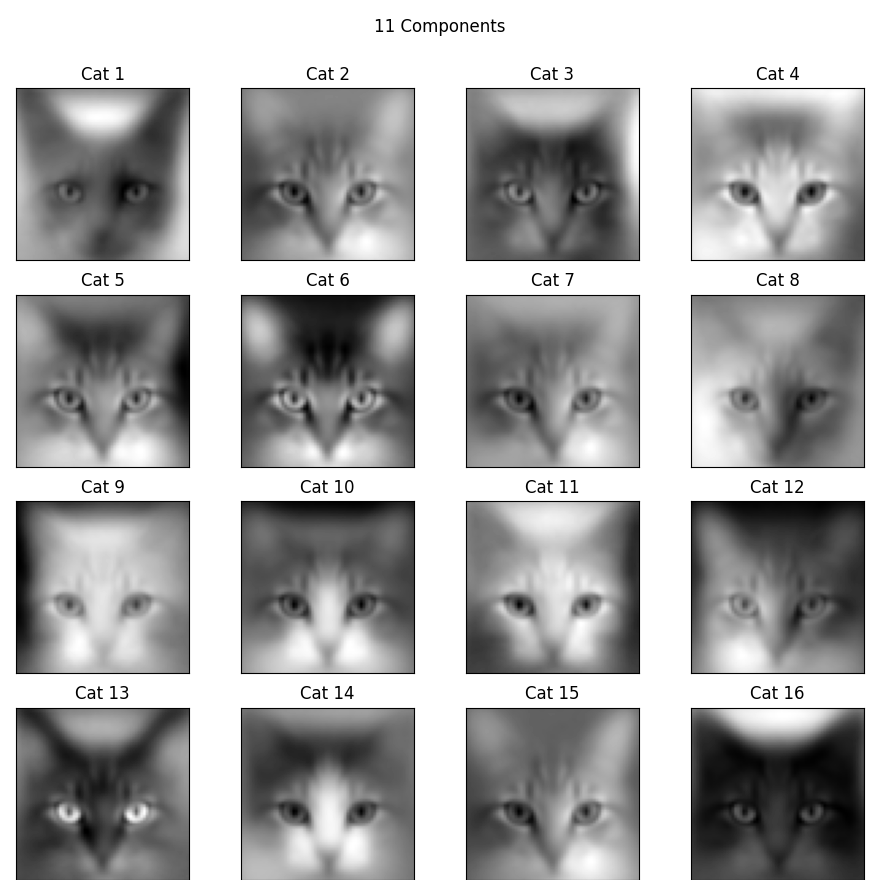 11 Components
Cat 1 Cat 2 Cat 3 Cat 4
Cat 5 Cat 6 Cat 7 Cat 8
Cat 9 Cat 10 Cat 11 Cat 12
Cat 13 Cat 14 Cat 15 Cat 16